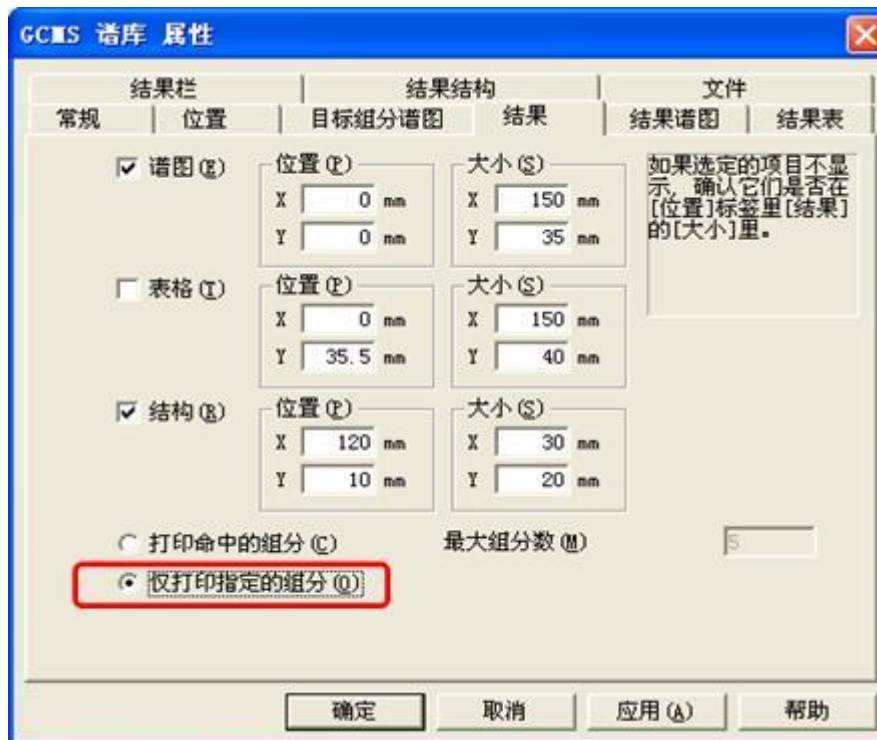 GCMS 谱库 属性
结果栏 结果结构 文件
常规 位置 目标组分谱图 结果 结果谱图 结果表
谱图(E) 位置(P) 大小(S)
X 0 mm X 150 mm
Y 0 mm Y 35 mm
如果选定的项目不显
示, 确认它们是否在
[位置]标签里[结果]
的[大小]里。
表格(T) 位置(P) 大小(S)
X 0 mm X 150 mm
Y 35.5 mm Y 40 mm
结构(R) 位置(P) 大小(S)
X 120 mm X 30 mm
Y 10 mm Y 20 mm
打印命中的组分(C) 最大组分数(M) 5
仅打印指定的组分(O)
确定 取消 应用(A) 帮助